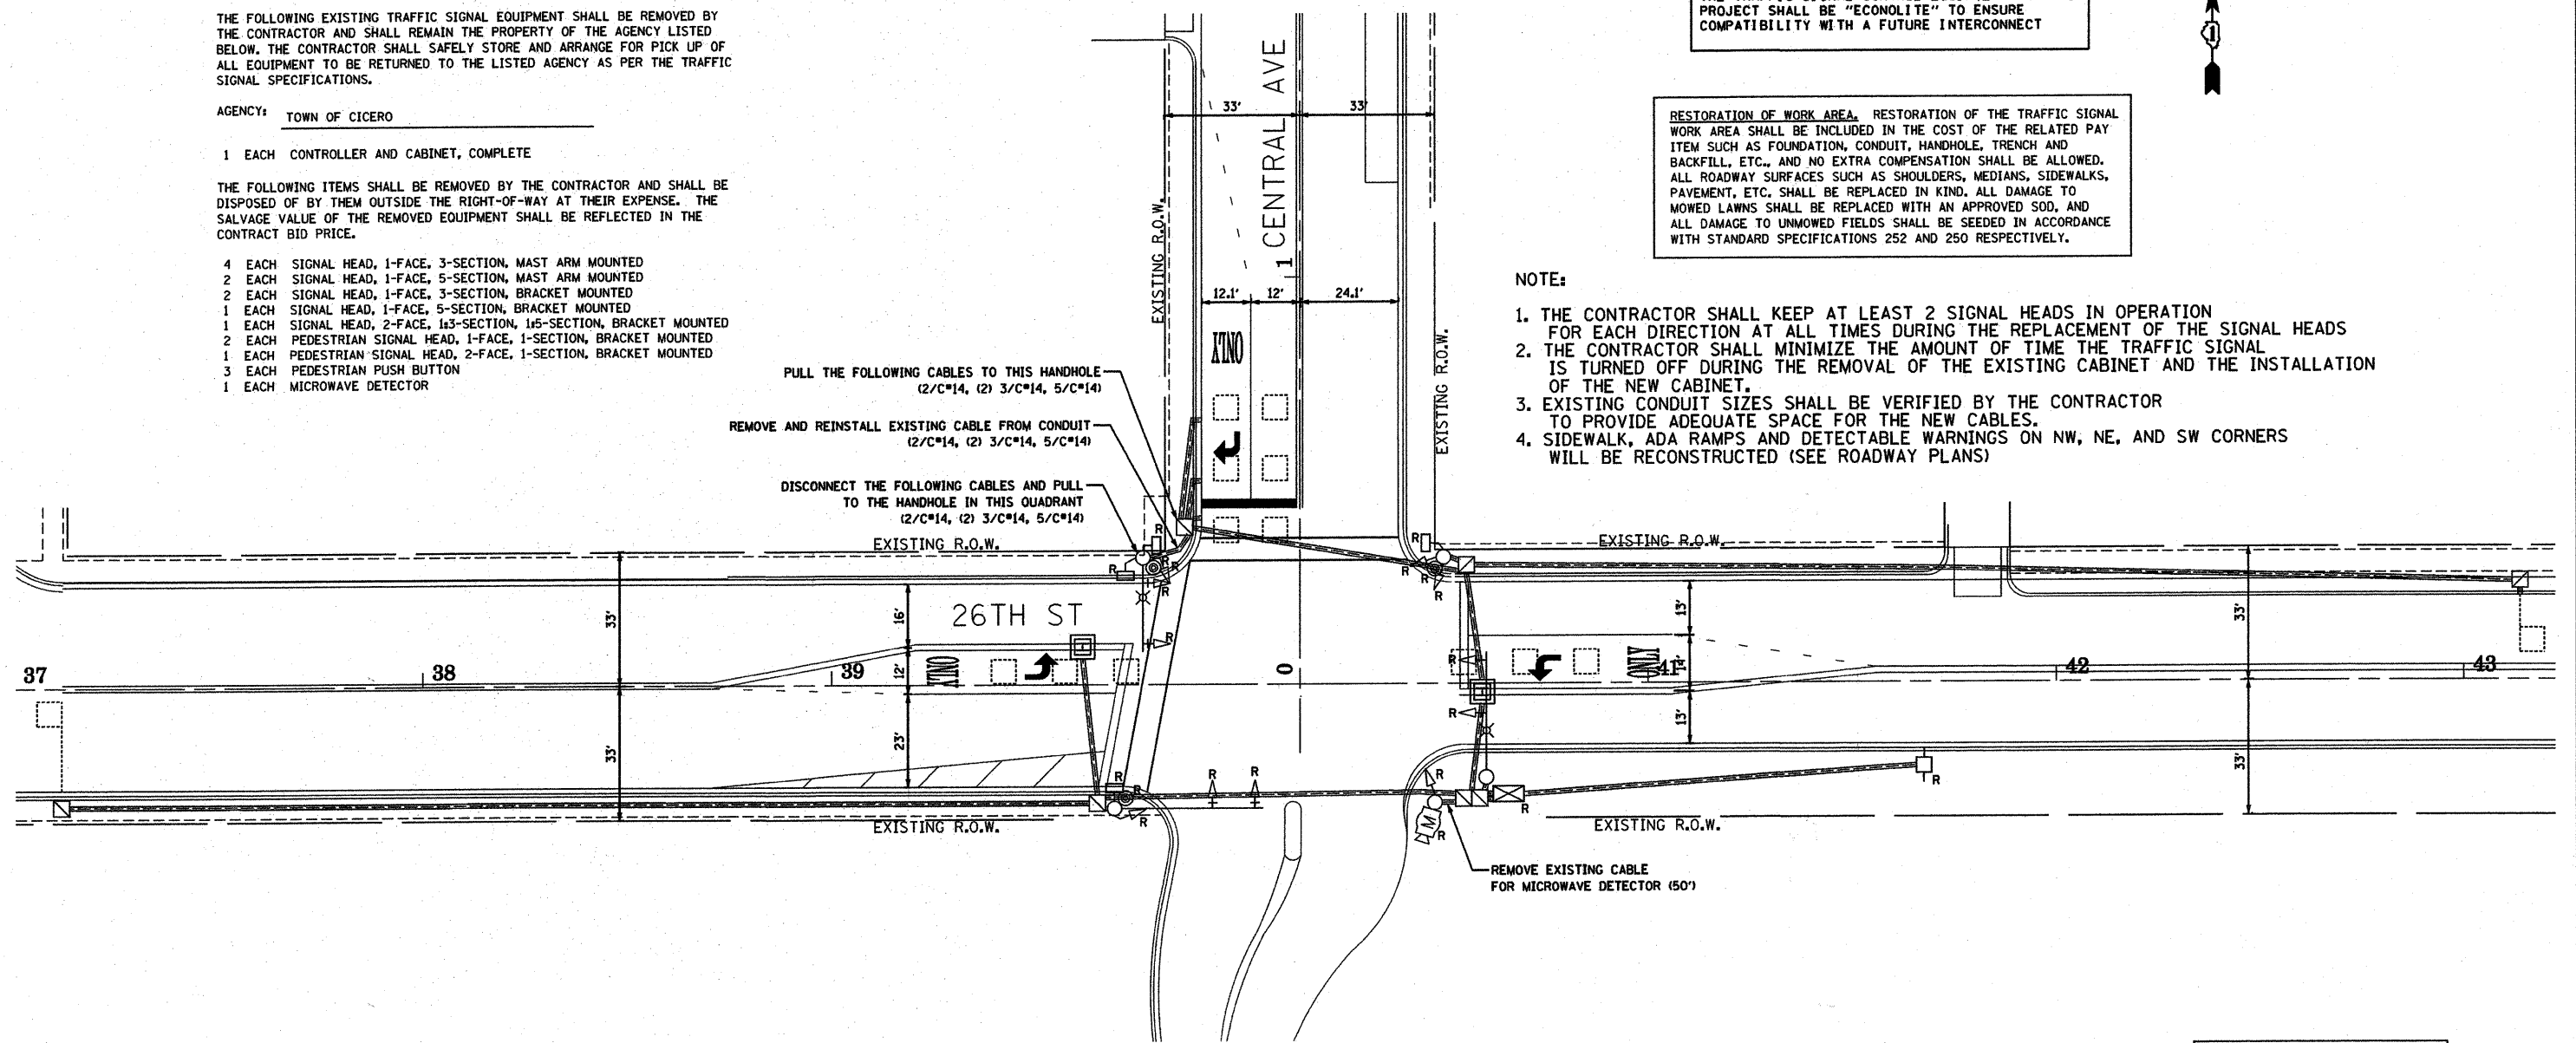 THE FOLLOWING EXISTING TRAFFIC SIGNAL EQUIPMENT SHALL BE REMOVED BY
THE CONTRACTOR AND SHALL REMAIN THE PROPERTY OF THE AGENCY LISTED
BELOW. THE CONTRACTOR SHALL SAFELY STORE AND ARRANGE FOR PICK UP OF
ALL EQUIPMENT TO BE RETURNED TO THE LISTED AGENCY AS PER THE TRAFFIC
SIGNAL SPECIFICATIONS.
AGENCY: TOWN OF CICERO
1 EACH CONTROLLER AND CABINET, COMPLETE
THE FOLLOWING ITEMS SHALL BE REMOVED BY THE CONTRACTOR AND SHALL BE
DISPOSED OF BY THEM OUTSIDE THE RIGHT-OF-WAY AT THEIR EXPENSE. THE
SALVAGE VALUE OF THE REMOVED EQUIPMENT SHALL BE REFLECTED IN THE
CONTRACT BID PRICE.
4 EACH SIGNAL HEAD, 1-FACE, 3-SECTION, MAST ARM MOUNTED
2 EACH SIGNAL HEAD, 1-FACE, 5-SECTION, MAST ARM MOUNTED
2 EACH SIGNAL HEAD, 1-FACE, 3-SECTION, BRACKET MOUNTED
1 EACH SIGNAL HEAD, 1-FACE, 5-SECTION, BRACKET MOUNTED
1 EACH SIGNAL HEAD, 2-FACE, 1:3-SECTION, 1:5-SECTION, BRACKET MOUNTED
2 EACH PEDESTRIAN SIGNAL HEAD, 1-FACE, 1-SECTION, BRACKET MOUNTED
1 EACH PEDESTRIAN SIGNAL HEAD, 2-FACE, 1-SECTION, BRACKET MOUNTED
3 EACH PEDESTRIAN PUSH BUTTON
1 EACH MICROWAVE DETECTOR
PROJECT SHALL BE "ECONOLITE" TO ENSURE
COMPATIBILITY WITH A FUTURE INTERCONNECT
1
RESTORATION OF WORK AREA. RESTORATION OF THE TRAFFIC SIGNAL
WORK AREA SHALL BE INCLUDED IN THE COST OF THE RELATED PAY
ITEM SUCH AS FOUNDATION, CONDUIT, HANDHOLE, TRENCH AND
BACKFILL, ETC., AND NO EXTRA COMPENSATION SHALL BE ALLOWED.
ALL ROADWAY SURFACES SUCH AS SHOULDERS, MEDIANS, SIDEWALKS,
PAVEMENT, ETC. SHALL BE REPLACED IN KIND. ALL DAMAGE TO
MOWED LAWNS SHALL BE REPLACED WITH AN APPROVED SOD, AND
ALL DAMAGE TO UNMOWED FIELDS SHALL BE SEEDED IN ACCORDANCE
WITH STANDARD SPECIFICATIONS 252 AND 250 RESPECTIVELY.
NOTE:
1. THE CONTRACTOR SHALL KEEP AT LEAST 2 SIGNAL HEADS IN OPERATION
FOR EACH DIRECTION AT ALL TIMES DURING THE REPLACEMENT OF THE SIGNAL HEADS
2. THE CONTRACTOR SHALL MINIMIZE THE AMOUNT OF TIME THE TRAFFIC SIGNAL
IS TURNED OFF DURING THE REMOVAL OF THE EXISTING CABINET AND THE INSTALLATION
OF THE NEW CABINET.
3. EXISTING CONDUIT SIZES SHALL BE VERIFIED BY THE CONTRACTOR
TO PROVIDE ADEQUATE SPACE FOR THE NEW CABLES.
4. SIDEWALK, ADA RAMPS AND DETECTABLE WARNINGS ON NW, NE, AND SW CORNERS
WILL BE RECONSTRUCTED (SEE ROADWAY PLANS)
33' 33'
CENTRAL AVE
1
EXISTING R.O.W.
EXISTING R.O.W.
12.1' 12' 24.1'
ONLY
PULL THE FOLLOWING CABLES TO THIS HANDHOLE
(2/C#14, (2) 3/C#14, 5/C#14)
REMOVE AND REINSTALL EXISTING CABLE FROM CONDUIT
(2/C#14, (2) 3/C#14, 5/C#14)
DISCONNECT THE FOLLOWING CABLES AND PULL
TO THE HANDHOLE IN THIS QUADRANT
(2/C#14, (2) 3/C#14, 5/C#14)
EXISTING R.O.W. EXISTING R.O.W.
R R R R R
R R R
26TH ST
33' 16' 13' 33'
R R
37 38 39 12' ONLY 0 ONLY 41 14' 42 43
R
33' 23' 13' 33'
R R R R R R R
R M R
EXISTING R.O.W. EXISTING R.O.W.
REMOVE EXISTING CABLE
FOR MICROWAVE DETECTOR (50')